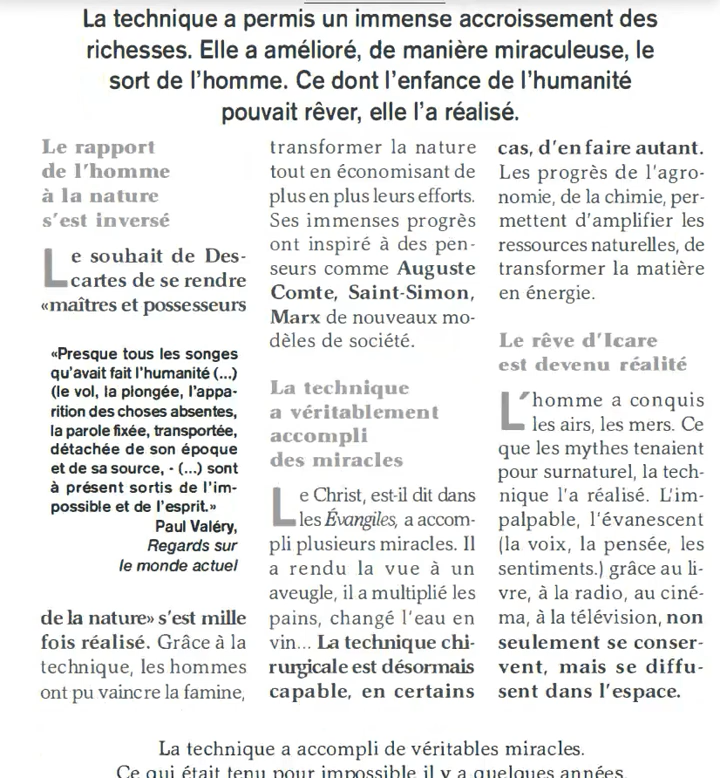 La technique a permis un immense accroissement des
richesses. Elle a amélioré, de manière miraculeuse, le
sort de l'homme. Ce dont l'enfance de l'humanité
pouvait rêver, elle l'a réalisé.
Le rapport
de l'homme
à la nature
s'est inversé
Le souhait de Des-
cartes de se rendre
«maîtres et possesseurs
«Presque tous les songes
qu'avait fait l'humanité (...)
(le vol, la plongée, l'appa-
rition des choses absentes,
la parole fixée, transportée,
détachée de son époque
et de sa source, - (...) sont
à présent sortis de l'im-
possible et de l'esprit.»
Paul Valéry,
Regards sur
le monde actuel
de la nature» s'est mille
fois réalisé. Grâce à la
technique, les hommes
ont pu vaincre la famine,
transformer la nature
tout en économisant de
plus en plus leurs efforts.
Ses immenses progrès
ont inspiré à des pen-
seurs comme Auguste
Comte, Saint-Simon,
Marx de nouveaux mo-
dèles de société.
La technique
a véritablement
accompli
des miracles
Le Christ, est-il dit dans
les Évangiles, a accom-
pli plusieurs miracles. Il
a rendu la vue à un
aveugle, il a multiplié les
pains, changé l'eau en
vin... La technique chi-
rurgicale est désormais
capable, en certains
cas, d'en faire autant.
Les progrès de l'agro-
nomie, de la chimie, per-
mettent d'amplifier les
ressources naturelles, de
transformer la matière
en énergie.
Le rêve d'Icare
est devenu réalité
L'homme a conquis
les airs, les mers. Ce
que les mythes tenaient
pour surnaturel, la tech-
nique l'a réalisé. L'im-
palpable, l'évanescent
(la voix, la pensée, les
sentiments.) grâce au li-
vre, à la radio, au ciné-
ma, à la télévision, non
seulement se conser-
vent, mais se diffu-
sent dans l'espace.
La technique a accompli de véritables miracles.
Ce qui était tenu pour impossible il y a quelques années,